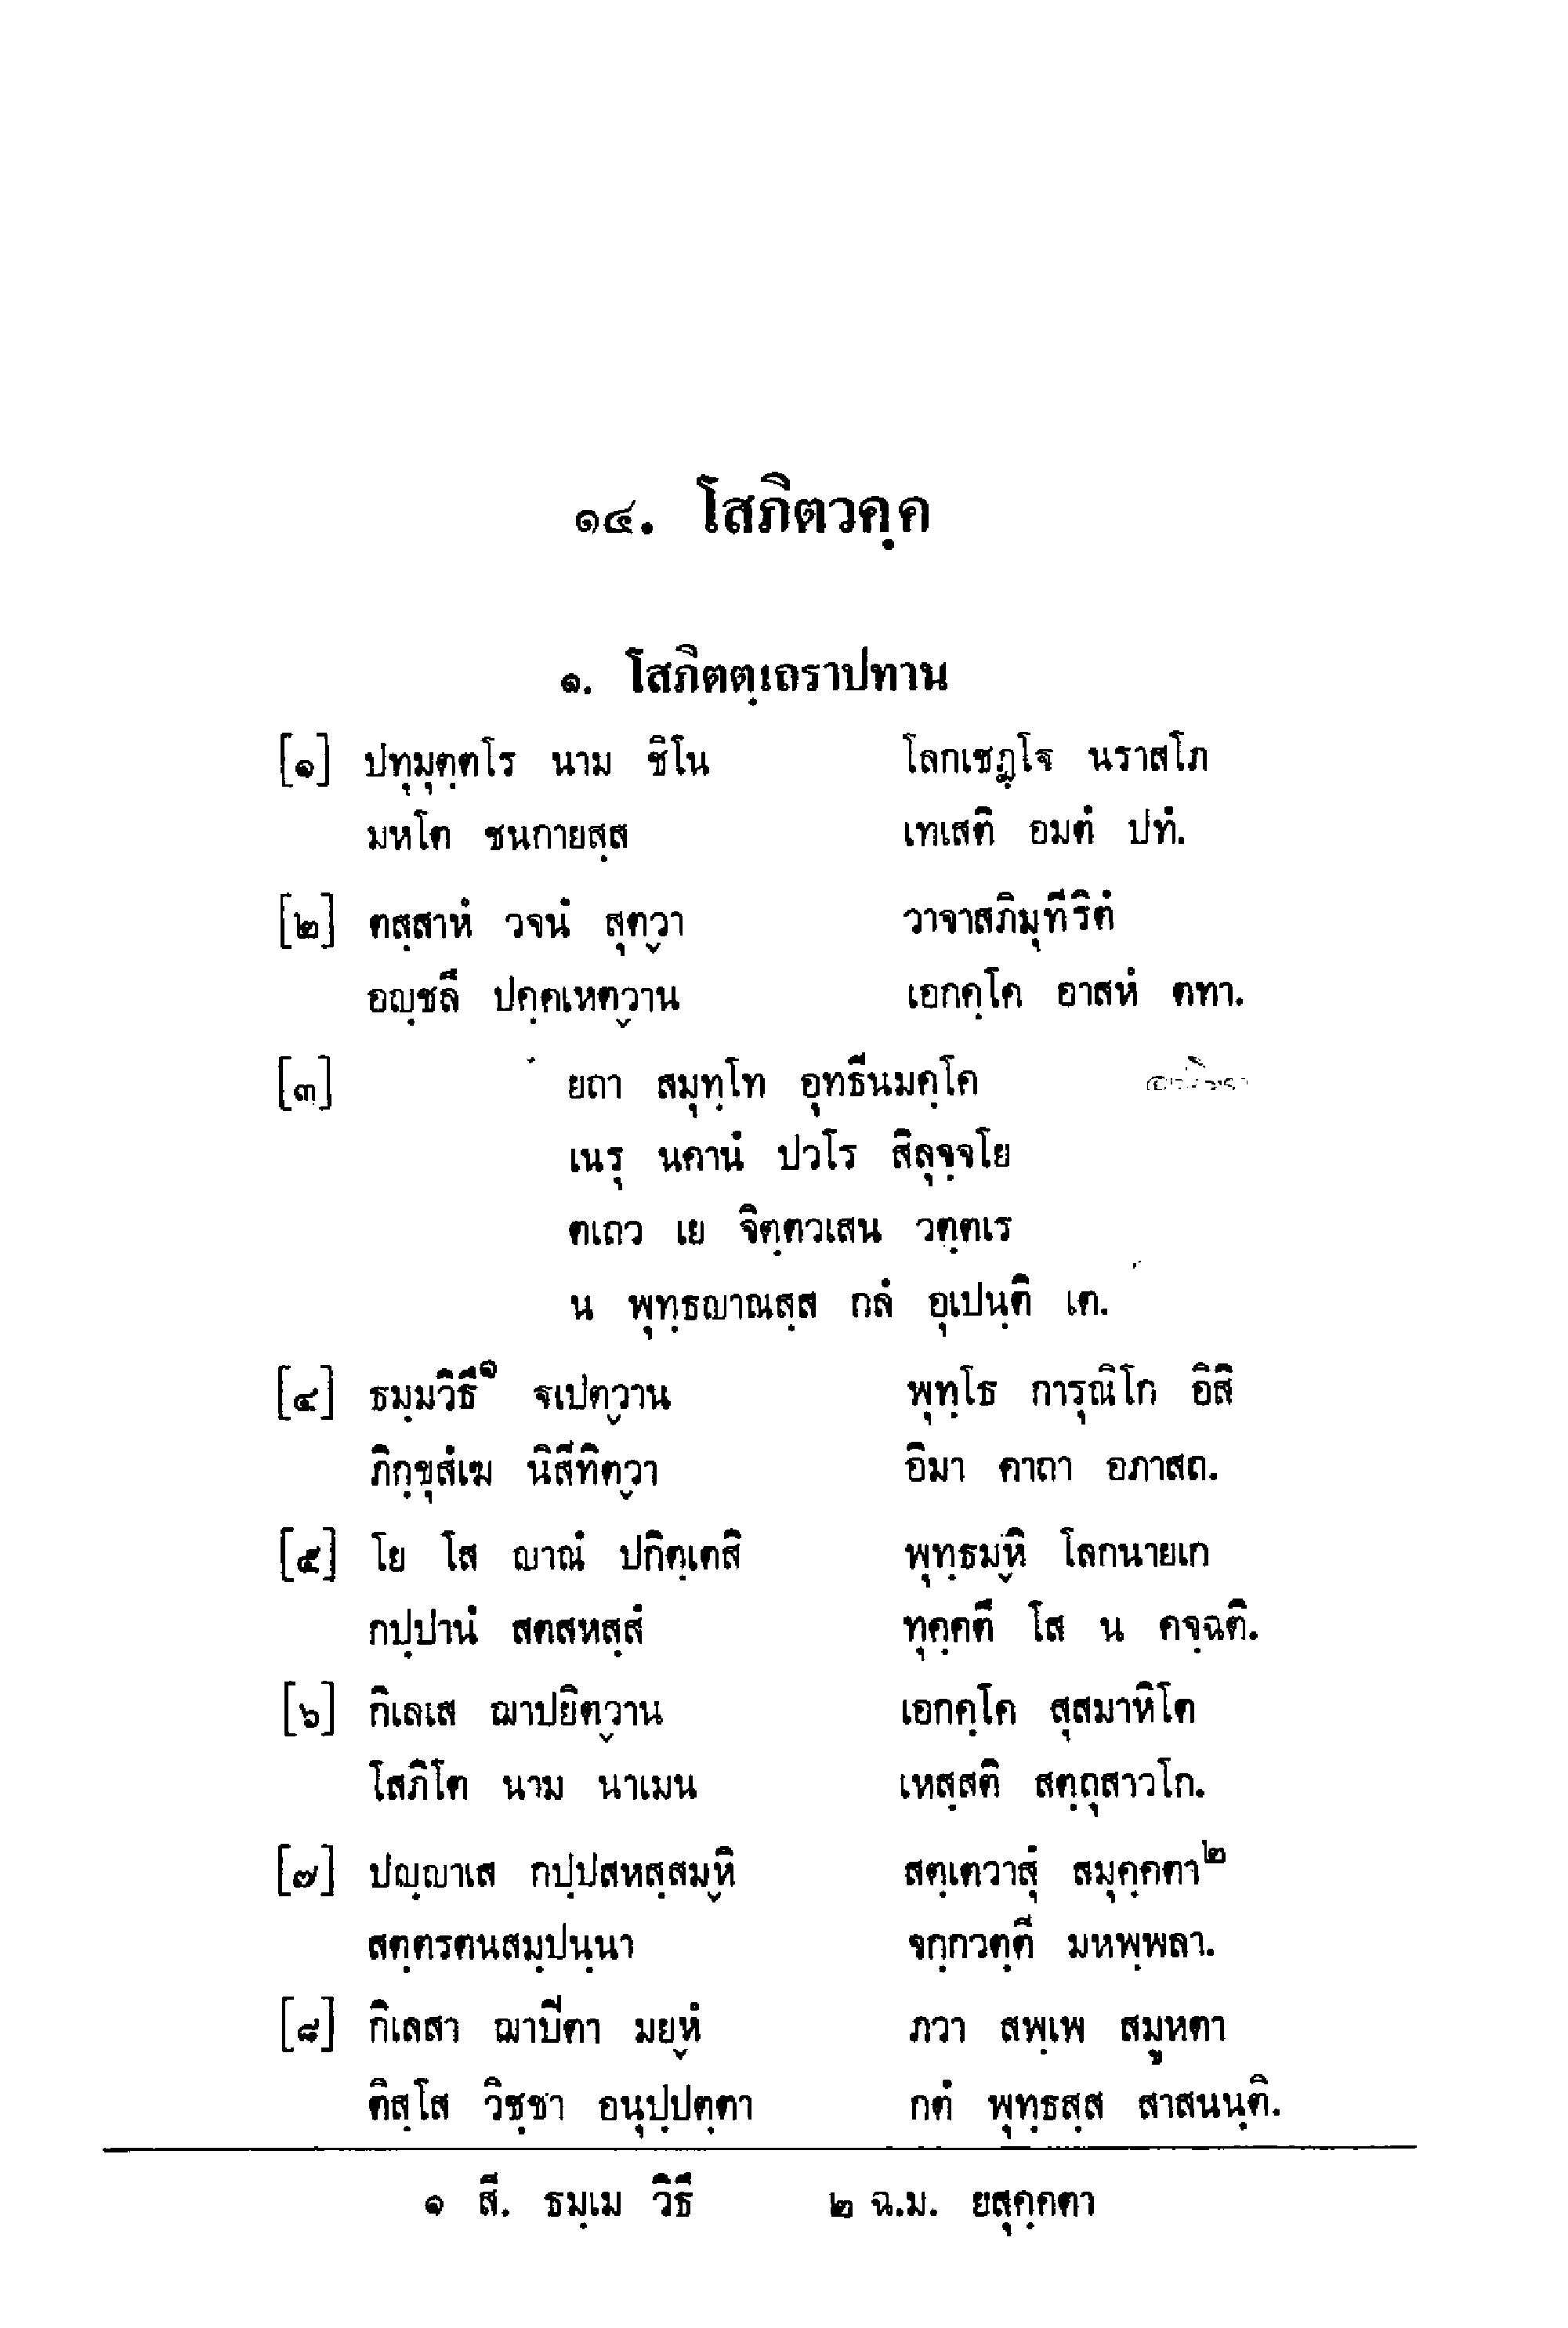 ๑๔. โสภิตวคฺค
๑. โสภิตตฺเถราปทาน
[๑] ปทุมุตฺตโร นาม ชิโน โลกเชฏฺโฐ นราสโภ
มหโต ชนกายสฺส เทเสติ อมตํ ปทํ.
[๒] ตสฺสาหํ วจนํ สุตฺวา วาจาสภิมุทีริตํ
อญฺชลึ ปคฺคเหตฺวาน เอกคฺโค อาสหํ ตทา.
[๓] ยถา สมุทฺโท อุทธีนมคฺโค
เนรุ นคานํ ปวโร สิลุจฺจโย
ตเถว เย จิตฺตวเสน วตฺตเร
น พุทฺธญาณสฺส กลํ อุเปนฺติ เต.
[๔] ธมฺมวิธึ๑ ฐเปตฺวาน พุทฺโธ การุณิโก อิสิ
ภิกฺขุสํเฆ นิสีทิตฺวา อิมา คาถา อภาสถ.
[๕] โย โส ญาณํ ปกิตฺเตสิ พุทฺธมฺหิ โลกนายเก
กปฺปานํ สตสหสฺสํ ทุคฺคตึ โส น คจฺฉติ.
[๖] กิเลเส ฌาปยิตฺวาน เอกคฺโค สุสมาหิโต
โสภิโต นาม นาเมน เหสฺสติ สตฺถุสาวโก.
[๗] ปญฺญาเส กปฺปสหสฺสมฺหิ สตฺเตวาสุํ สมุคฺคตา๒
สตฺตรตนสมฺปนฺนา จกฺกวตฺตี มหพฺพลา.
[๘] กิเลสา ฌาปิตา มยฺหํ ภวา สพฺเพ สมูหตา
ติสฺโส วิชฺชา อนุปฺปตฺตา กตํ พุทฺธสฺส สาสนนฺติ.
๑ สี. ธมฺเม วิธึ ๒ ฉ.ม. ยสุคฺคตา